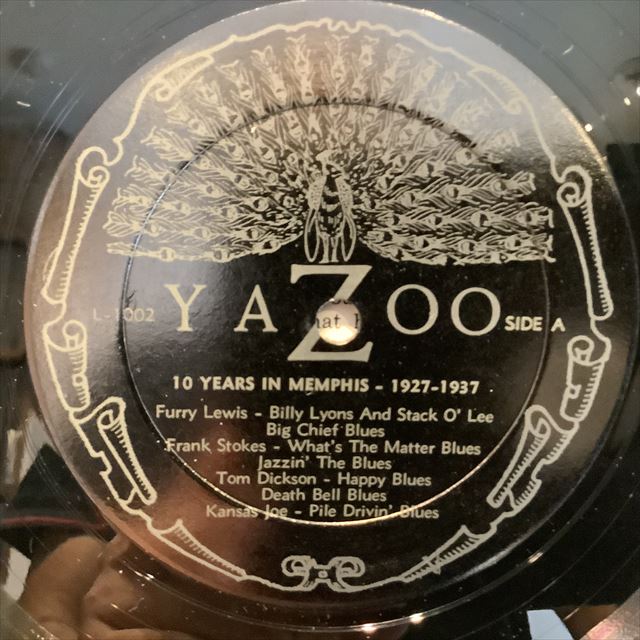 L-1002
YAZOO
SIDE A
10 YEARS IN MEMPHIS - 1927-1937
Furry Lewis - Billy Lyons And Stack O' Lee
Big Chief Blues
Frank Stokes - What's The Matter Blues
Jazzin' The Blues
Tom Dickson - Happy Blues
Death Bell Blues
Kansas Joe - Pile Drivin' Blues